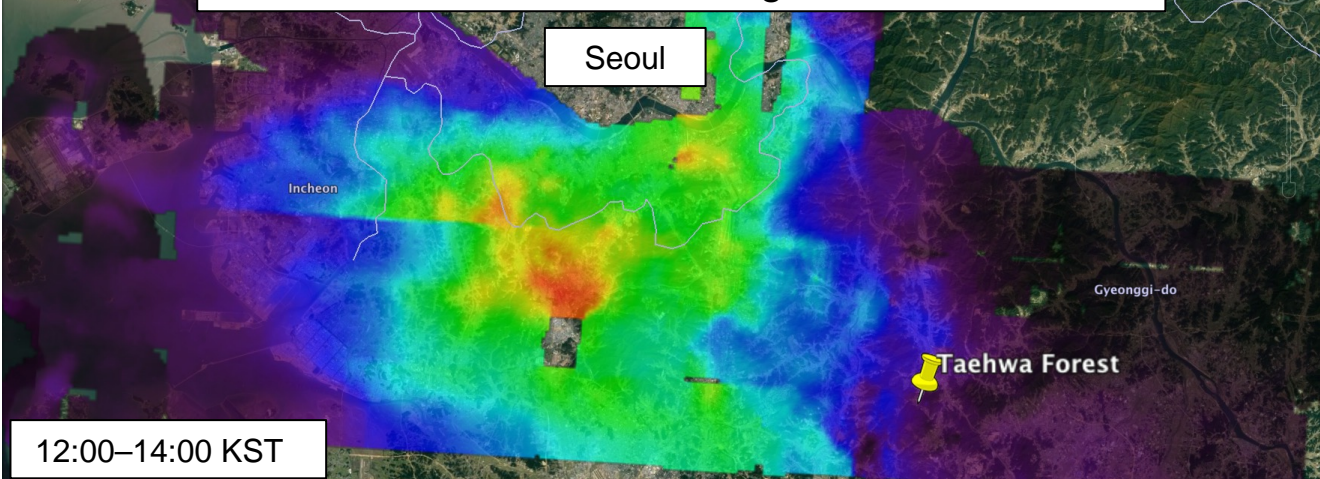 Seoul
Incheon
Gyeonggi-do
Taehwa Forest
12:00–14:00 KST